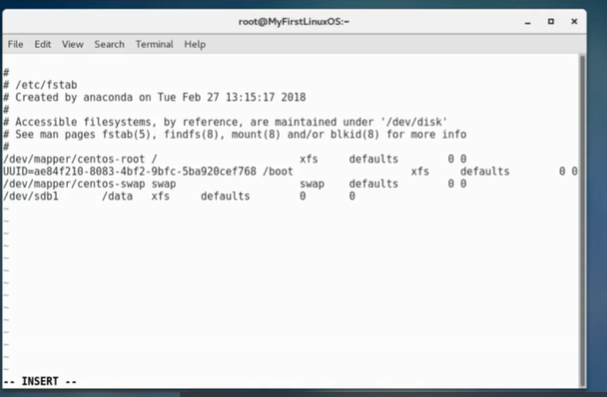 root@MyFirstLinuxOS:~
File Edit View Search Terminal Help
#
# /etc/fstab
# Created by anaconda on Tue Feb 27 13:15:17 2018
#
# Accessible filesystems, by reference, are maintained under '/dev/disk'
# See man pages fstab(5), findfs(8), mount(8) and/or blkid(8) for more info
#
/dev/mapper/centos-root / xfs defaults 0 0
UUID=ae84f210-8083-4bf2-9bfc-5ba920cef768 /boot xfs defaults 0 0
/dev/mapper/centos-swap swap swap defaults 0 0
/dev/sdb1 /data xfs defaults 0 0
~
~
~
~
~
~
~
~
~
~
~
~
~
~
-- INSERT --